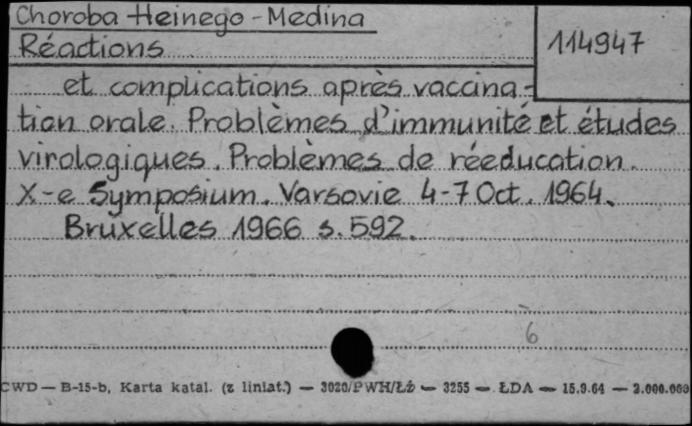 Choroba Heinego-Medina
Réactions
114947
et complications après vaccina-
tion orale. Problèmes d'immunité et études
virologiques. Problèmes de rééducation.
X-e Symposium. Varsovie 4-7 Oct. 1964.
Bruxelles 1966 s. 592.
6
CWD — B-15-b, Karta katal. (z liniat.) — 3020/PWH/Łż — 3255 — ŁDA — 15.9.64 — 2.000.000